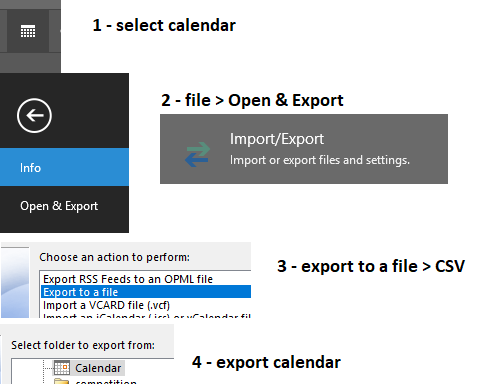 1 - select calendar
2 - file > Open & Export
Import/Export
Import or export files and settings.
Info
Open & Export
Choose an action to perform:
3 - export to a file > CSV
Export RSS Feeds to an OPML file
Export to a file
Import a VCARD file (.vcf)
Import an iCalendar (.ics) or vCalendar fil
Select folder to export from:
4 - export calendar
Calendar
competition